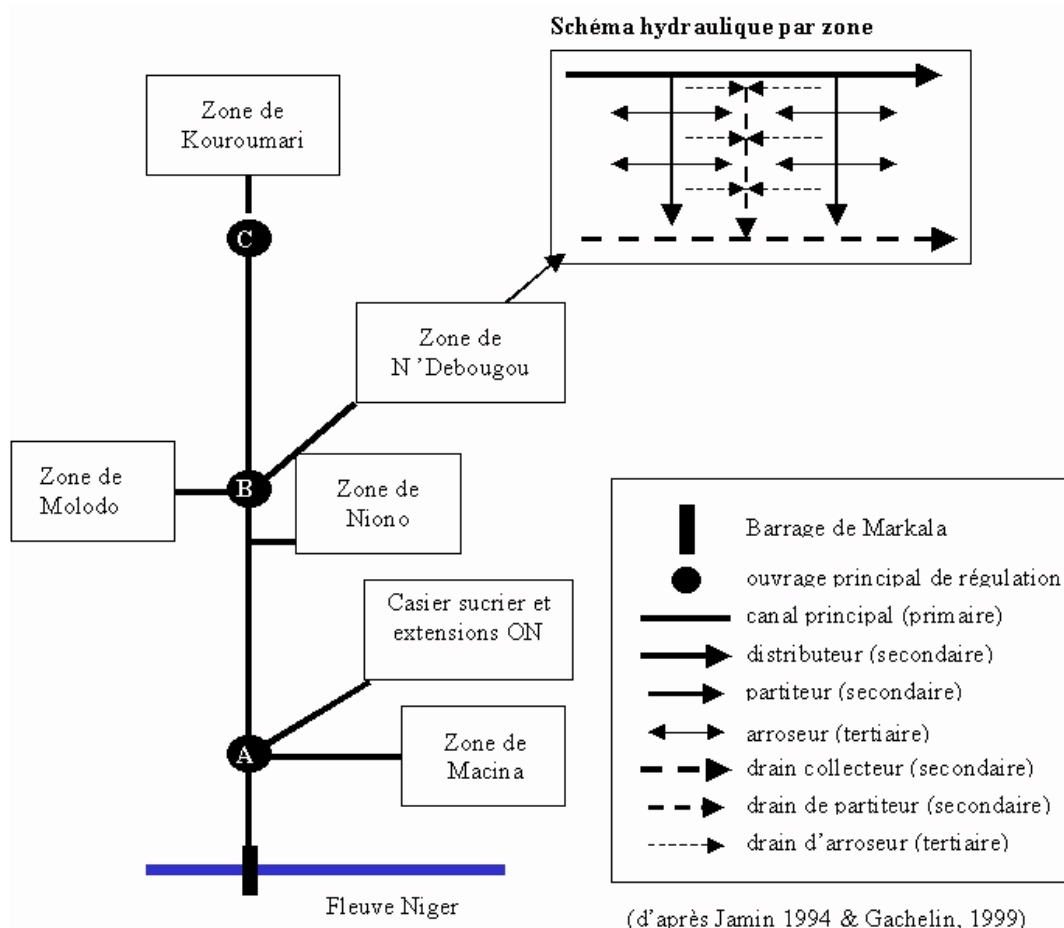 Schéma hydraulique par zone
Zone de
Kouroumari
C
Zone de
N'Debougou
Zone de
Molodo
B
Zone de
Niono
Casier sucrier et
extensions ON
A
Zone de
Macina
Fleuve Niger
Barrage de Markala
ouvrage principal de régulation
canal principal (primaire)
distributeur (secondaire)
partiteur (secondaire)
arroseur (tertiaire)
drain collecteur (secondaire)
drain de partiteur (secondaire)
drain d'arroseur (tertiaire)
(d'après Jamin 1994 & Gachelin, 1999)